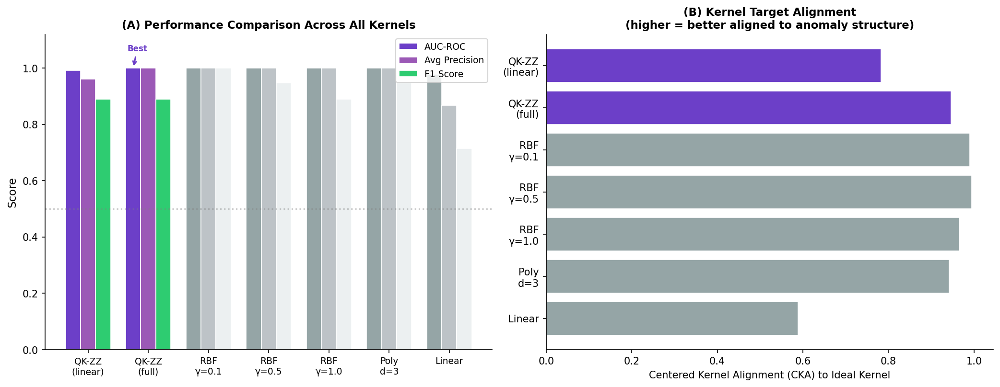 (A) Performance Comparison Across All Kernels
Best
AUC-ROC
Avg Precision
F1 Score
Score
1.0
0.8
0.6
0.4
0.2
0.0
QK-ZZ
(linear)
QK-ZZ
(full)
RBF
γ=0.1
RBF
γ=0.5
RBF
γ=1.0
Poly
d=3
Linear
(B) Kernel Target Alignment
(higher = better aligned to anomaly structure)
QK-ZZ
(linear)
QK-ZZ
(full)
RBF
γ=0.1
RBF
γ=0.5
RBF
γ=1.0
Poly
d=3
Linear
0.0
0.2
0.4
0.6
0.8
1.0
Centered Kernel Alignment (CKA) to Ideal Kernel